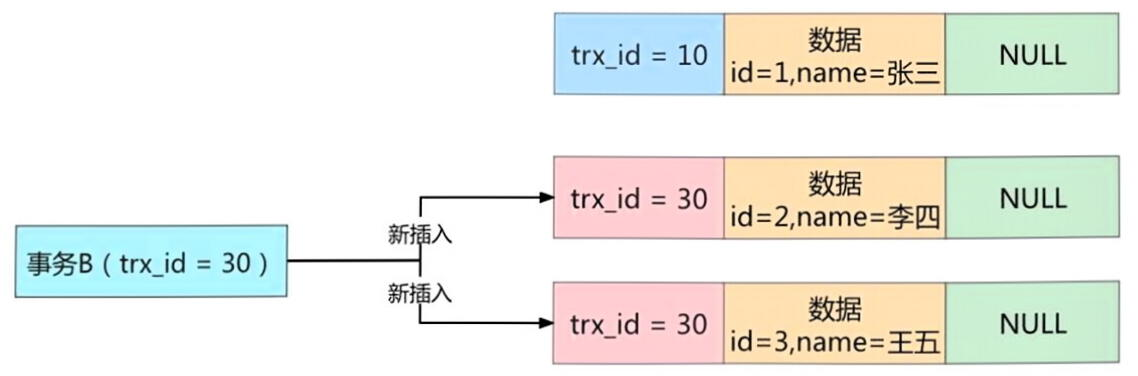 trx_id = 10
数据
id=1,name=张三
NULL
trx_id = 30
数据
id=2,name=李四
NULL
新插入
事务B（trx_id = 30）
新插入
trx_id = 30
数据
id=3,name=王五
NULL